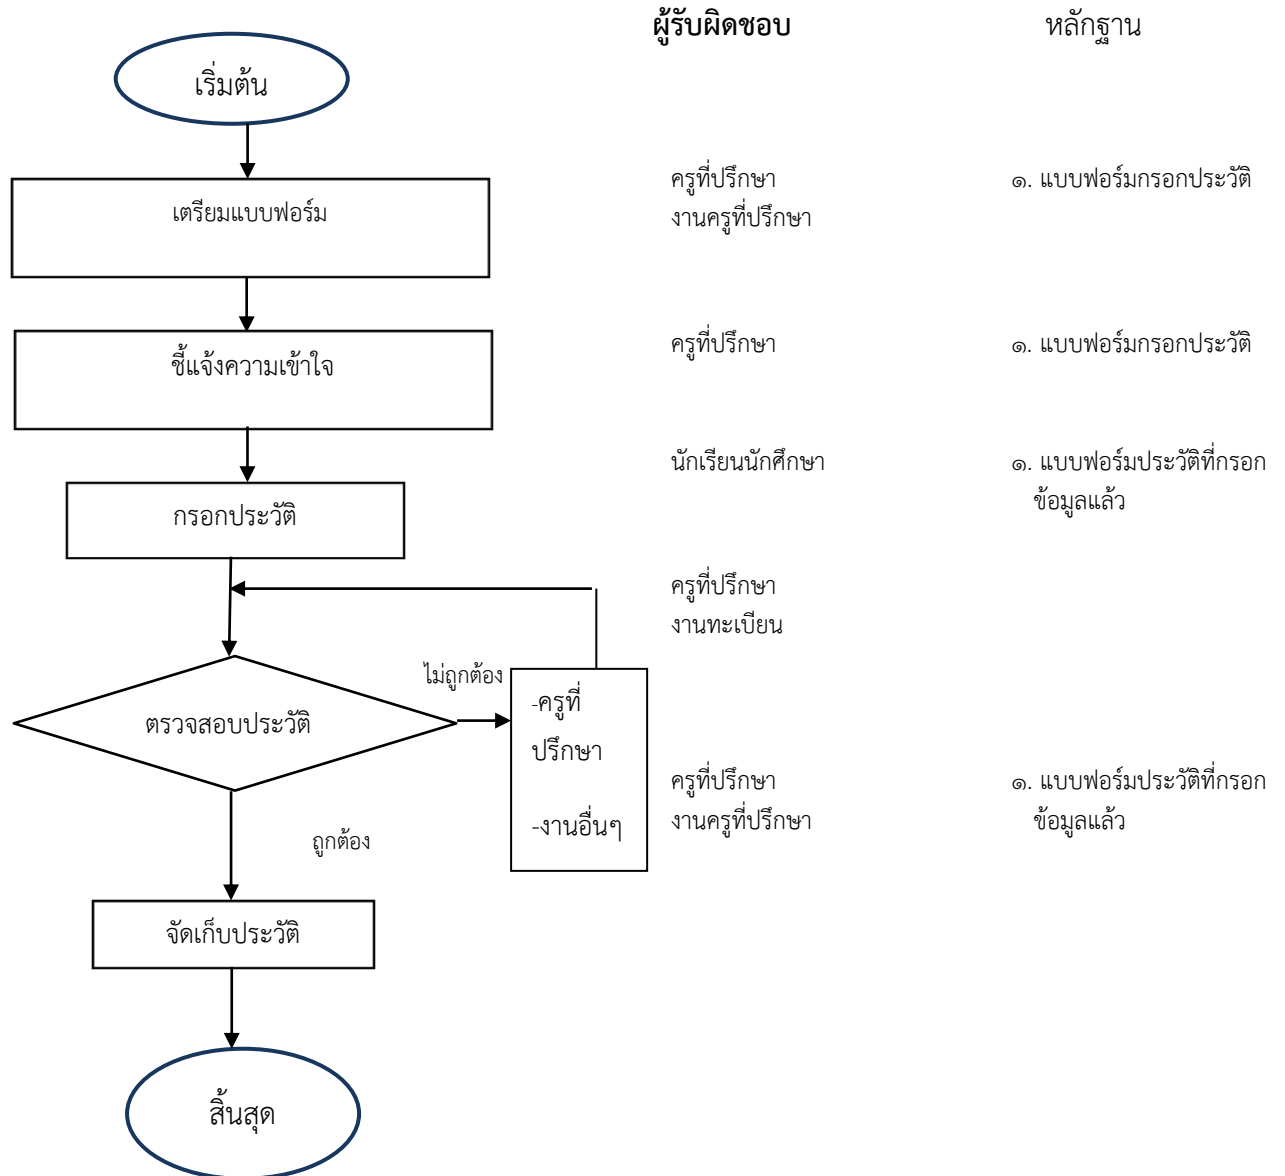 ผู้รับผิดชอบ
หลักฐาน
เริ่มต้น
ครูที่ปรึกษา
งานครูที่ปรึกษา
๑. แบบฟอร์มกรอกประวัติ
เตรียมแบบฟอร์ม
ชี้แจ้งความเข้าใจ
ครูที่ปรึกษา
๑. แบบฟอร์มกรอกประวัติ
นักเรียนนักศึกษา
๑. แบบฟอร์มประวัติที่กรอก
ข้อมูลแล้ว
กรอกประวัติ
ครูที่ปรึกษา
งานทะเบียน
ไม่ถูกต้อง
ตรวจสอบประวัติ
-ครูที่
ปรึกษา
-งานอื่นๆ
ครูที่ปรึกษา
งานครูที่ปรึกษา
๑. แบบฟอร์มประวัติที่กรอก
ข้อมูลแล้ว
ถูกต้อง
จัดเก็บประวัติ
สิ้นสุด